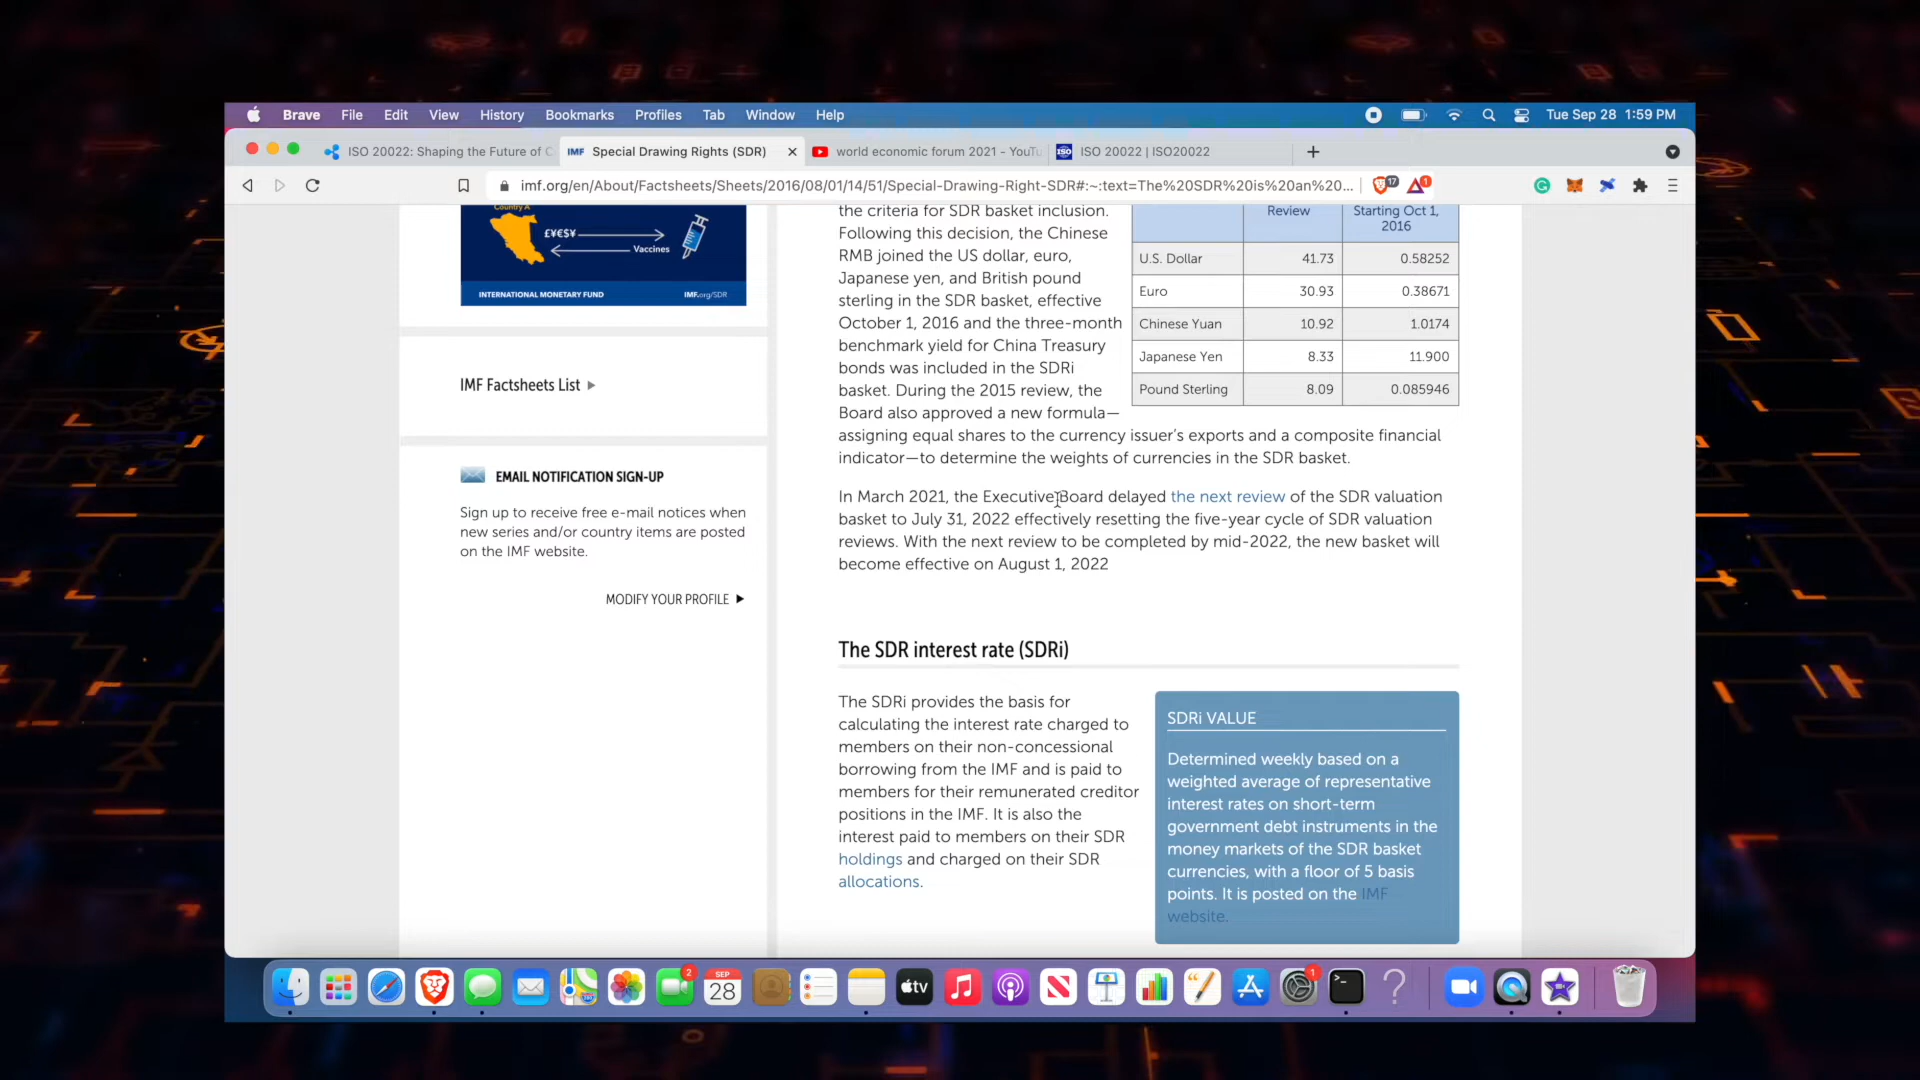 Brave File Edit View History Bookmarks Profiles Tab Window Help Tue Sep 28 1:59 PM
ISO 20022: Shaping the Future of C
IMF Special Drawing Rights (SDR)
world economic forum 2021 - YouTu
ISO ISO 20022 | ISO20022
imf.org/en/About/Factsheets/Sheets/2016/08/01/14/51/Special-Drawing-Right-SDR#:~:text=The%20SDR%20is%20an%20...
17
1
Country A
£¥€$¥
Vaccines
INTERNATIONAL MONETARY FUND IMF.org/SDR
IMF Factsheets List
EMAIL NOTIFICATION SIGN-UP
Sign up to receive free e-mail notices when
new series and/or country items are posted
on the IMF website.
MODIFY YOUR PROFILE
the criteria for SDR basket inclusion.
Following this decision, the Chinese
RMB joined the US dollar, euro,
Japanese yen, and British pound
sterling in the SDR basket, effective
October 1, 2016 and the three-month
benchmark yield for China Treasury
bonds was included in the SDRi
basket. During the 2015 review, the
Board also approved a new formula—
assigning equal shares to the currency issuer's exports and a composite financial
indicator—to determine the weights of currencies in the SDR basket.
Review Starting Oct 1,
2016
U.S. Dollar 41.73 0.58252
Euro 30.93 0.38671
Chinese Yuan 10.92 1.0174
Japanese Yen 8.33 11.900
Pound Sterling 8.09 0.085946
In March 2021, the Executive Board delayed the next review of the SDR valuation
basket to July 31, 2022 effectively resetting the five-year cycle of SDR valuation
reviews. With the next review to be completed by mid-2022, the new basket will
become effective on August 1, 2022
The SDR interest rate (SDRi)
The SDRi provides the basis for
calculating the interest rate charged to
members on their non-concessional
borrowing from the IMF and is paid to
members for their remunerated creditor
positions in the IMF. It is also the
interest paid to members on their SDR
holdings and charged on their SDR
allocations.
SDRi VALUE
Determined weekly based on a
weighted average of representative
interest rates on short-term
government debt instruments in the
money markets of the SDR basket
currencies, with a floor of 5 basis
points. It is posted on the IMF
website.
2
SEP
28
tv
1